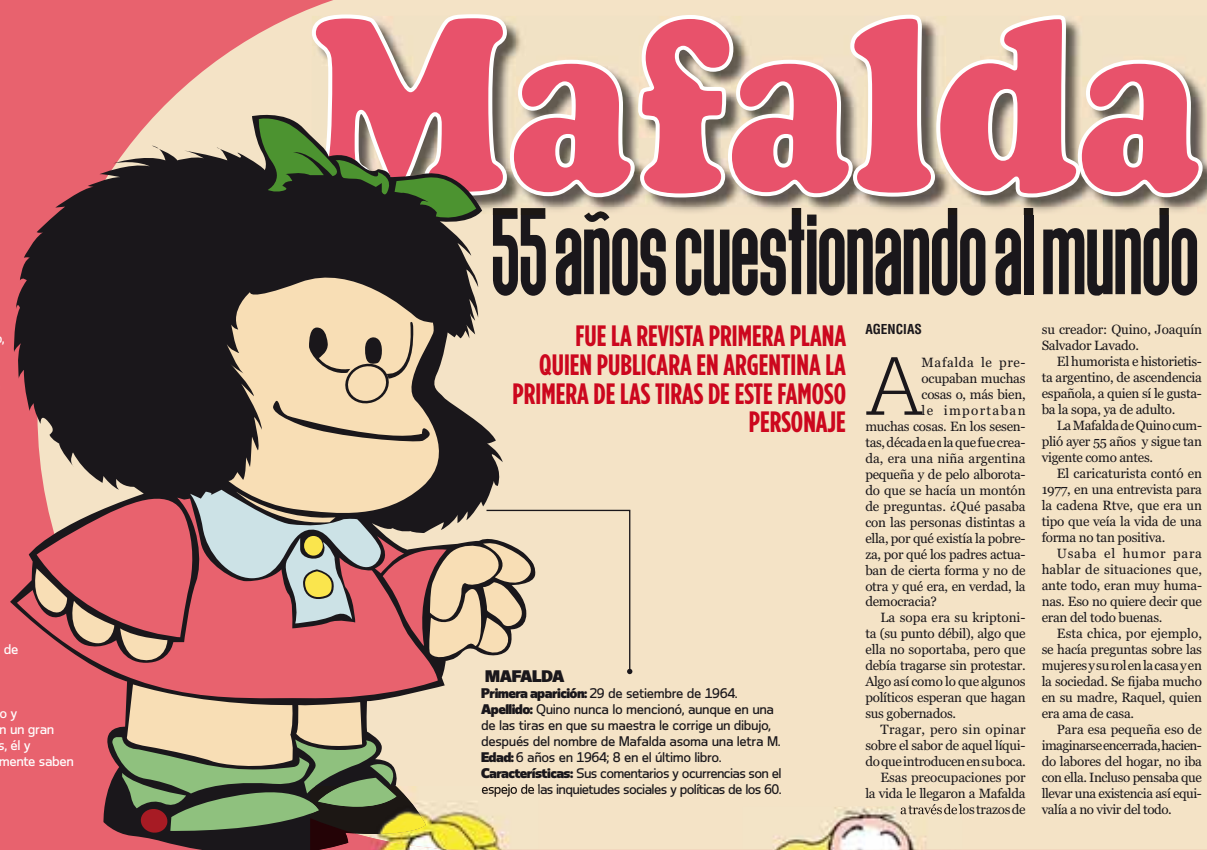 Mafalda
55 años cuestionando al mundo
FUE LA REVISTA PRIMERA PLANA
QUIEN PUBLICARA EN ARGENTINA LA
PRIMERA DE LAS TIRAS DE ESTE FAMOSO
PERSONAJE
AGENCIAS
A Mafalda le pre-
ocupaban muchas
cosas o, más bien,
le importaban
muchas cosas. En los sesen-
tas, década en la que fue crea-
da, era una niña argentina
pequeña y de pelo alborota-
do que se hacía un montón
de preguntas. ¿Qué pasaba
con las personas distintas a
ella, por qué existía la pobre-
za, por qué los padres actua-
ban de cierta forma y no de
otra y qué era, en verdad, la
democracia?
La sopa era su kriptoni-
ta (su punto débil), algo que
ella no soportaba, pero que
debía tragarse sin protestar.
Algo así como lo que algunos
políticos esperan que hagan
sus gobernados.
Tragar, pero sin opinar
sobre el sabor de aquel líqui-
do que introducen en su boca.
Esas preocupaciones por
la vida le llegaron a Mafalda
a través de los trazos de
su creador: Quino, Joaquín
Salvador Lavado.
El humorista e historietis-
ta argentino, de ascendencia
española, a quien sí le gusta-
ba la sopa, ya de adulto.
La Mafalda de Quino cum-
plió ayer 55 años y sigue tan
vigente como antes.
El caricaturista contó en
1977, en una entrevista para
la cadena Rtve, que era un
tipo que veía la vida de una
forma no tan positiva.
Usaba el humor para
hablar de situaciones que,
ante todo, eran muy huma-
nas. Eso no quiere decir que
eran del todo buenas.
Esta chica, por ejemplo,
se hacía preguntas sobre las
mujeres y su rol en la casa y en
la sociedad. Se fijaba mucho
en su madre, Raquel, quien
era ama de casa.
Para esa pequeña eso de
imaginarse encerrada, hacien-
do labores del hogar, no iba
con ella. Incluso pensaba que
llevar una existencia así equi-
valía a no vivir del todo.
MAFALDA
Primera aparición: 29 de setiembre de 1964.
Apellido: Quino nunca lo mencionó, aunque en una
de las tiras en que su maestra le corrige un dibujo,
después del nombre de Mafalda asoma una letra M.
Edad: 6 años en 1964; 8 en el último libro.
Características: Sus comentarios y ocurrencias son el
espejo de las inquietudes sociales y políticas de los 60.
de
y
un gran
él y
saben